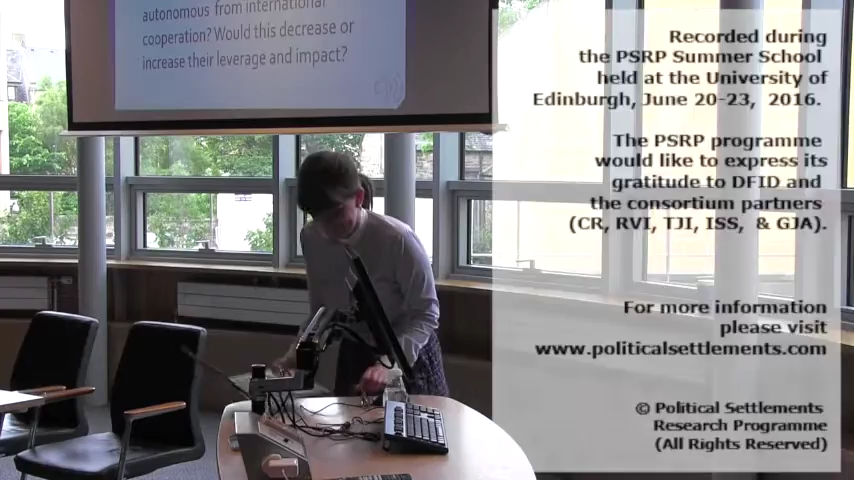 autonomous from international
cooperation? Would this decrease or
increase their leverage and impact?
Recorded during
the PSRP Summer School
held at the University of
Edinburgh, June 20-23, 2016.
The PSRP programme
would like to express its
gratitude to DFID and
the consortium partners
(CR, RVI, TJI, ISS, & GJA).
For more information
please visit
www.politicalsettlements.com
© Political Settlements
Research Programme
(All Rights Reserved)